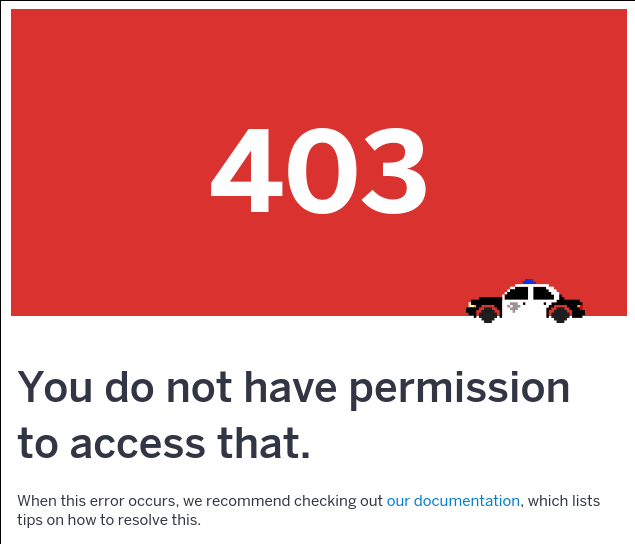 403
You do not have permission
to access that.
When this error occurs, we recommend checking out our documentation, which lists
tips on how to resolve this.